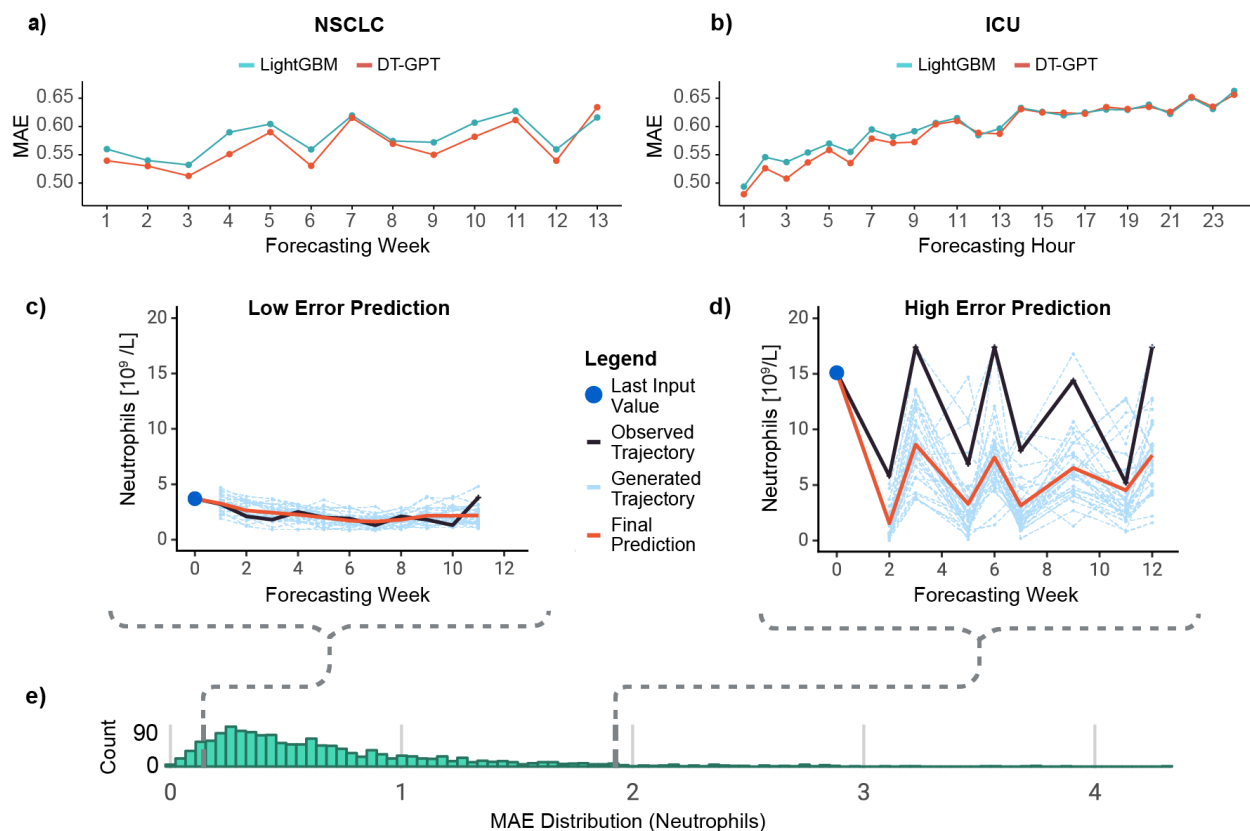 a)
NSCLC
LightGBM DT-GPT
MAE
0.65
0.60
0.55
0.50
1 2 3 4 5 6 7 8 9 10 11 12 13
Forecasting Week
b)
ICU
LightGBM DT-GPT
MAE
0.65
0.60
0.55
0.50
1 3 5 7 9 11 13 15 17 19 21 23
Forecasting Hour
c)
Low Error Prediction
Neutrophils [10⁹ /L]
20
15
10
5
0
0 2 4 6 8 10 12
Forecasting Week
Legend
Last Input
Value
Observed
Trajectory
Generated
Trajectory
Final
Prediction
d)
High Error Prediction
Neutrophils [10⁹/L]
20
15
10
5
0
0 2 4 6 8 10 12
Forecasting Week
e)
Count
90
0
0 1 2 3 4
MAE Distribution (Neutrophils)